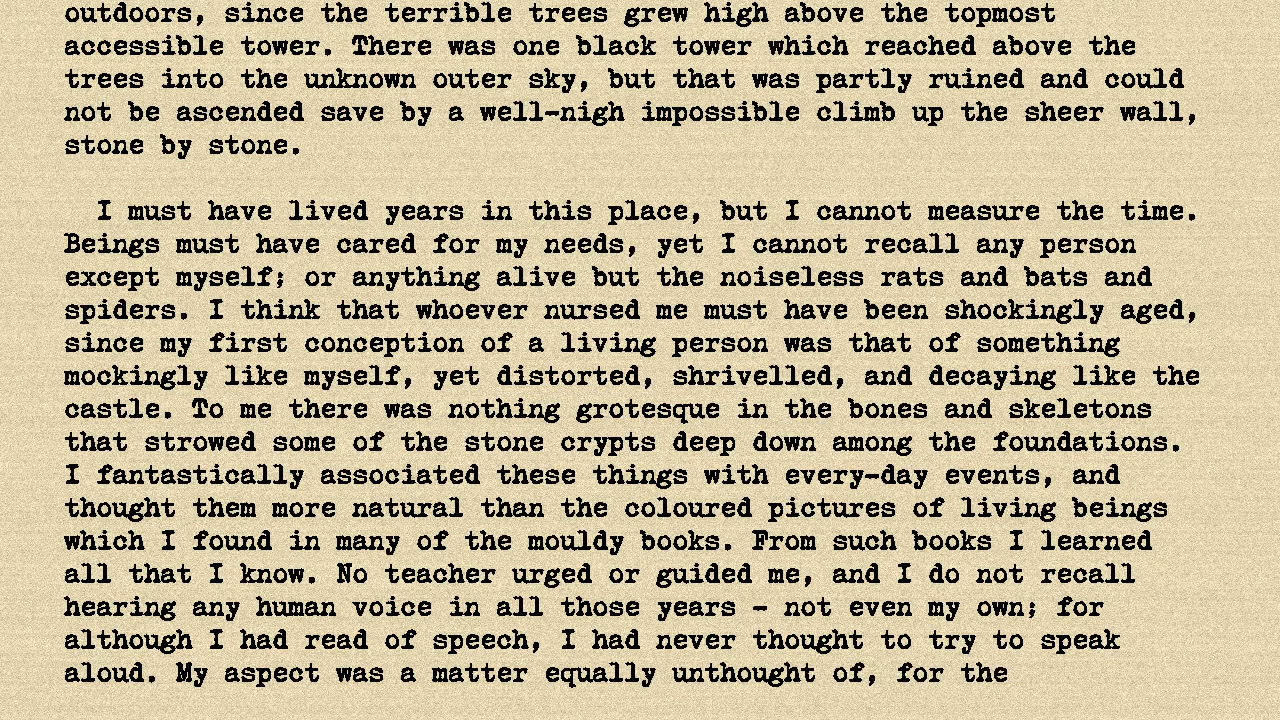 outdoors, since the terrible trees grew high above the topmost
accessible tower. There was one black tower which reached above the
trees into the unknown outer sky, but that was partly ruined and could
not be ascended save by a well-nigh impossible climb up the sheer wall,
stone by stone.
I must have lived years in this place, but I cannot measure the time.
Beings must have cared for my needs, yet I cannot recall any person
except myself; or anything alive but the noiseless rats and bats and
spiders. I think that whoever nursed me must have been shockingly aged,
since my first conception of a living person was that of something
mockingly like myself, yet distorted, shrivelled, and decaying like the
castle. To me there was nothing grotesque in the bones and skeletons
that strowed some of the stone crypts deep down among the foundations.
I fantastically associated these things with every-day events, and
thought them more natural than the coloured pictures of living beings
which I found in many of the mouldy books. From such books I learned
all that I know. No teacher urged or guided me, and I do not recall
hearing any human voice in all those years - not even my own; for
although I had read of speech, I had never thought to try to speak
aloud. My aspect was a matter equally unthought of, for the